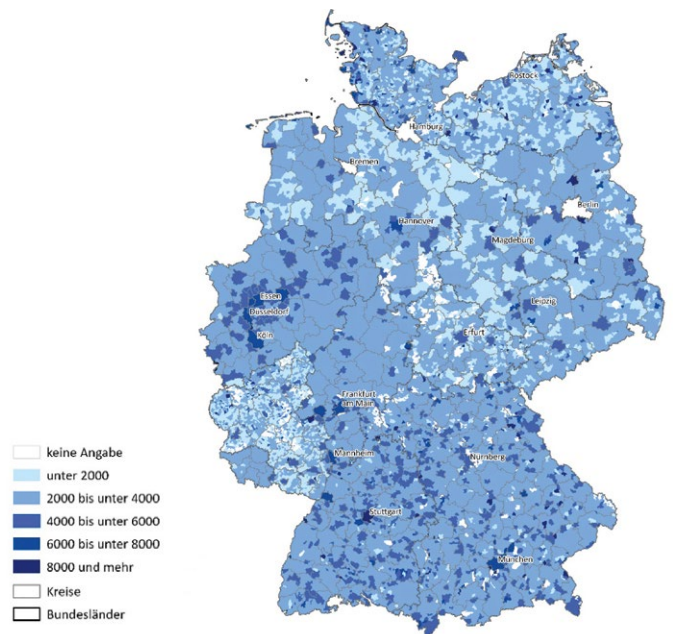 Rostock
Hamburg
Bremen
Berlin
Hannover
Magdeburg
Essen
Düsseldorf
Leipzig
Köln
Erfurt
Frankfurt
im Main
Mannheim
Nürnberg
Stuttgart
München
keine Angabe
unter 2000
2000 bis unter 4000
4000 bis unter 6000
6000 bis unter 8000
8000 und mehr
Kreise
Bundesländer